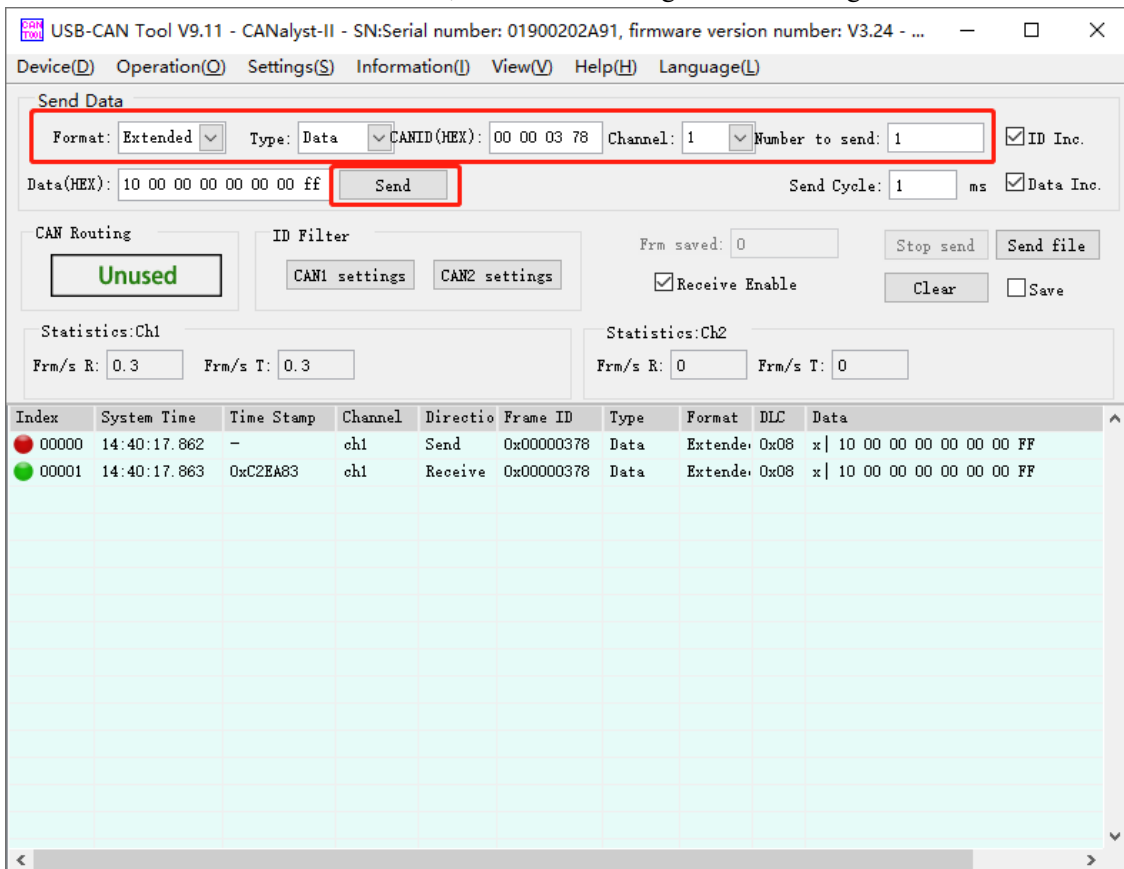 CAN TOOL USB-CAN Tool V9.11 - CANalyst-II - SN:Serial number: 01900202A91, firmware version number: V3.24 - ...
Device(D) Operation(O) Settings(S) Information(I) View(V) Help(H) Language(L)
Send Data
Format: Extended Type: Data CANID(HEX): 00 00 03 78 Channel: 1 Number to send: 1 ID Inc.
Data(HEX): 10 00 00 00 00 00 00 ff Send Send Cycle: 1 ms Data Inc.
CAN Routing ID Filter Frm saved: 0 Stop send Send file
Unused CAN1 settings CAN2 settings Receive Enable Clear Save
Statistics:Ch1 Statistics:Ch2
Frm/s R: 0.3 Frm/s T: 0.3 Frm/s R: 0 Frm/s T: 0
Index System Time Time Stamp Channel Directio Frame ID Type Format DLC Data
00000 14:40:17.862 - ch1 Send 0x00000378 Data Extende 0x08 x| 10 00 00 00 00 00 00 FF
00001 14:40:17.863 0xC2EA83 ch1 Receive 0x00000378 Data Extende 0x08 x| 10 00 00 00 00 00 00 FF